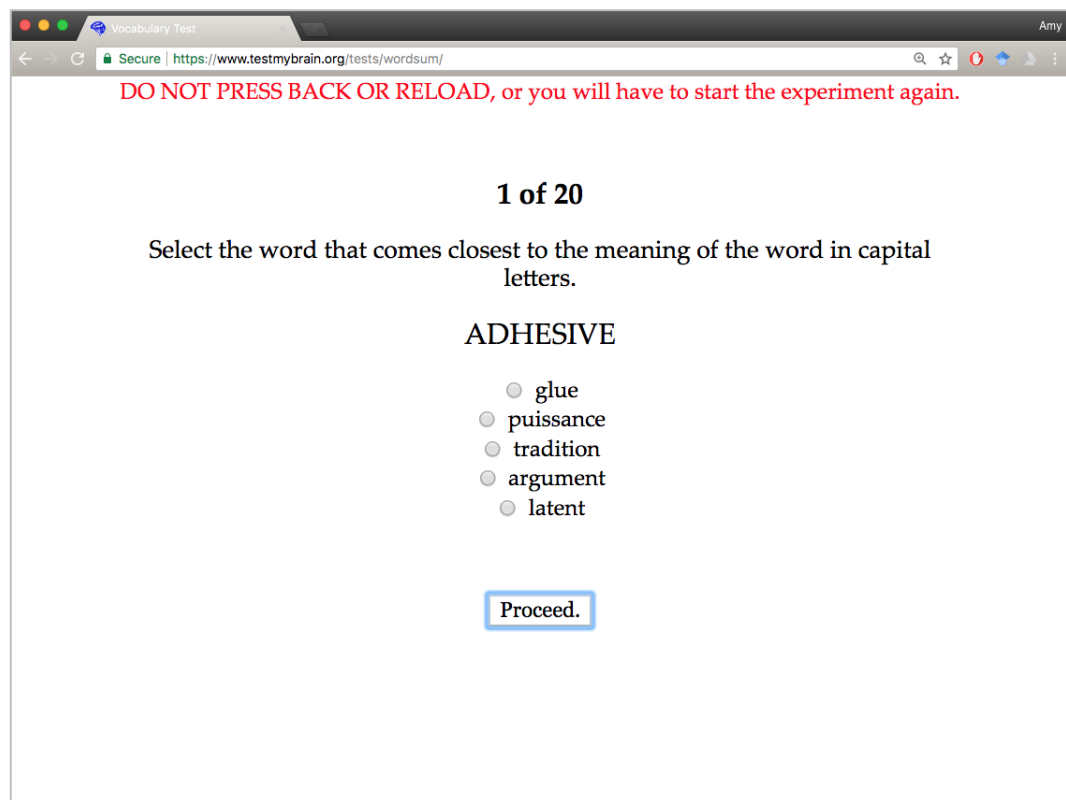 Vocabulary Test
Amy
Secure | https://www.testmybrain.org/tests/wordsum/
DO NOT PRESS BACK OR RELOAD, or you will have to start the experiment again.
1 of 20
Select the word that comes closest to the meaning of the word in capital
letters.
ADHESIVE
glue
puissance
tradition
argument
latent
Proceed.